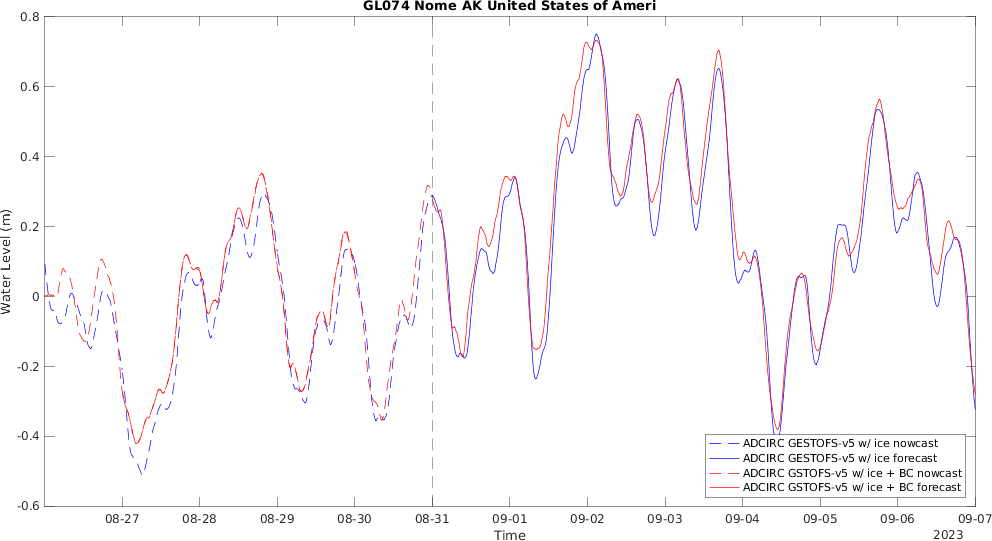 GL074 Nome AK United States of Ameri
0.8
0.6
0.4
0.2
0
-0.2
-0.4
-0.6
Water Level (m)
08-27 08-28 08-29 08-30 08-31 09-01 09-02 09-03 09-04 09-05 09-06 09-07
Time
2023
ADCIRC GESTOFS-v5 w/ ice nowcast
ADCIRC GESTOFS-v5 w/ ice forecast
ADCIRC GSTOFS-v5 w/ ice + BC nowcast
ADCIRC GSTOFS-v5 w/ ice + BC forecast